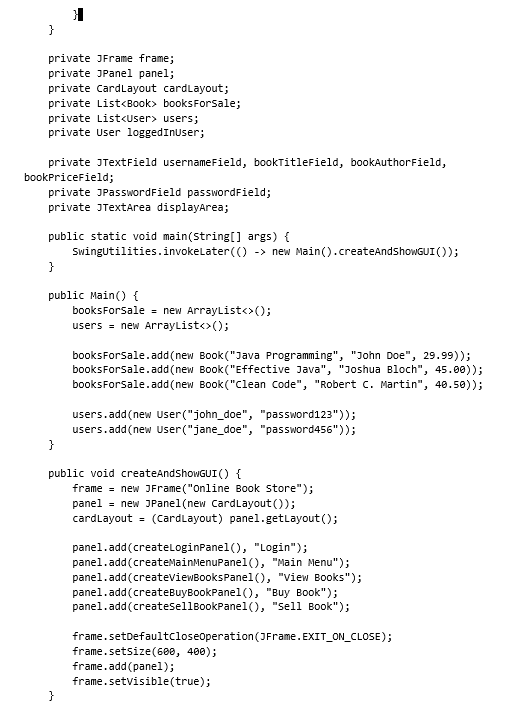 }
    }

    private JFrame frame;
    private JPanel panel;
    private CardLayout cardLayout;
    private List<Book> booksForSale;
    private List<User> users;
    private User loggedInUser;

    private JTextField usernameField, bookTitleField, bookAuthorField,
bookPriceField;
    private JPasswordField passwordField;
    private JTextArea displayArea;

    public static void main(String[] args) {
        SwingUtilities.invokeLater(() -> new Main().createAndShowGUI());
    }

    public Main() {
        booksForSale = new ArrayList<>();
        users = new ArrayList<>();

        booksForSale.add(new Book("Java Programming", "John Doe", 29.99));
        booksForSale.add(new Book("Effective Java", "Joshua Bloch", 45.00));
        booksForSale.add(new Book("Clean Code", "Robert C. Martin", 40.50));

        users.add(new User("john_doe", "password123"));
        users.add(new User("jane_doe", "password456"));
    }

    public void createAndShowGUI() {
        frame = new JFrame("Online Book Store");
        panel = new JPanel(new CardLayout());
        cardLayout = (CardLayout) panel.getLayout();

        panel.add(createLoginPanel(), "Login");
        panel.add(createMainMenuPanel(), "Main Menu");
        panel.add(createViewBooksPanel(), "View Books");
        panel.add(createBuyBookPanel(), "Buy Book");
        panel.add(createSellBookPanel(), "Sell Book");

        frame.setDefaultCloseOperation(JFrame.EXIT_ON_CLOSE);
        frame.setSize(600, 400);
        frame.add(panel);
        frame.setVisible(true);
    }